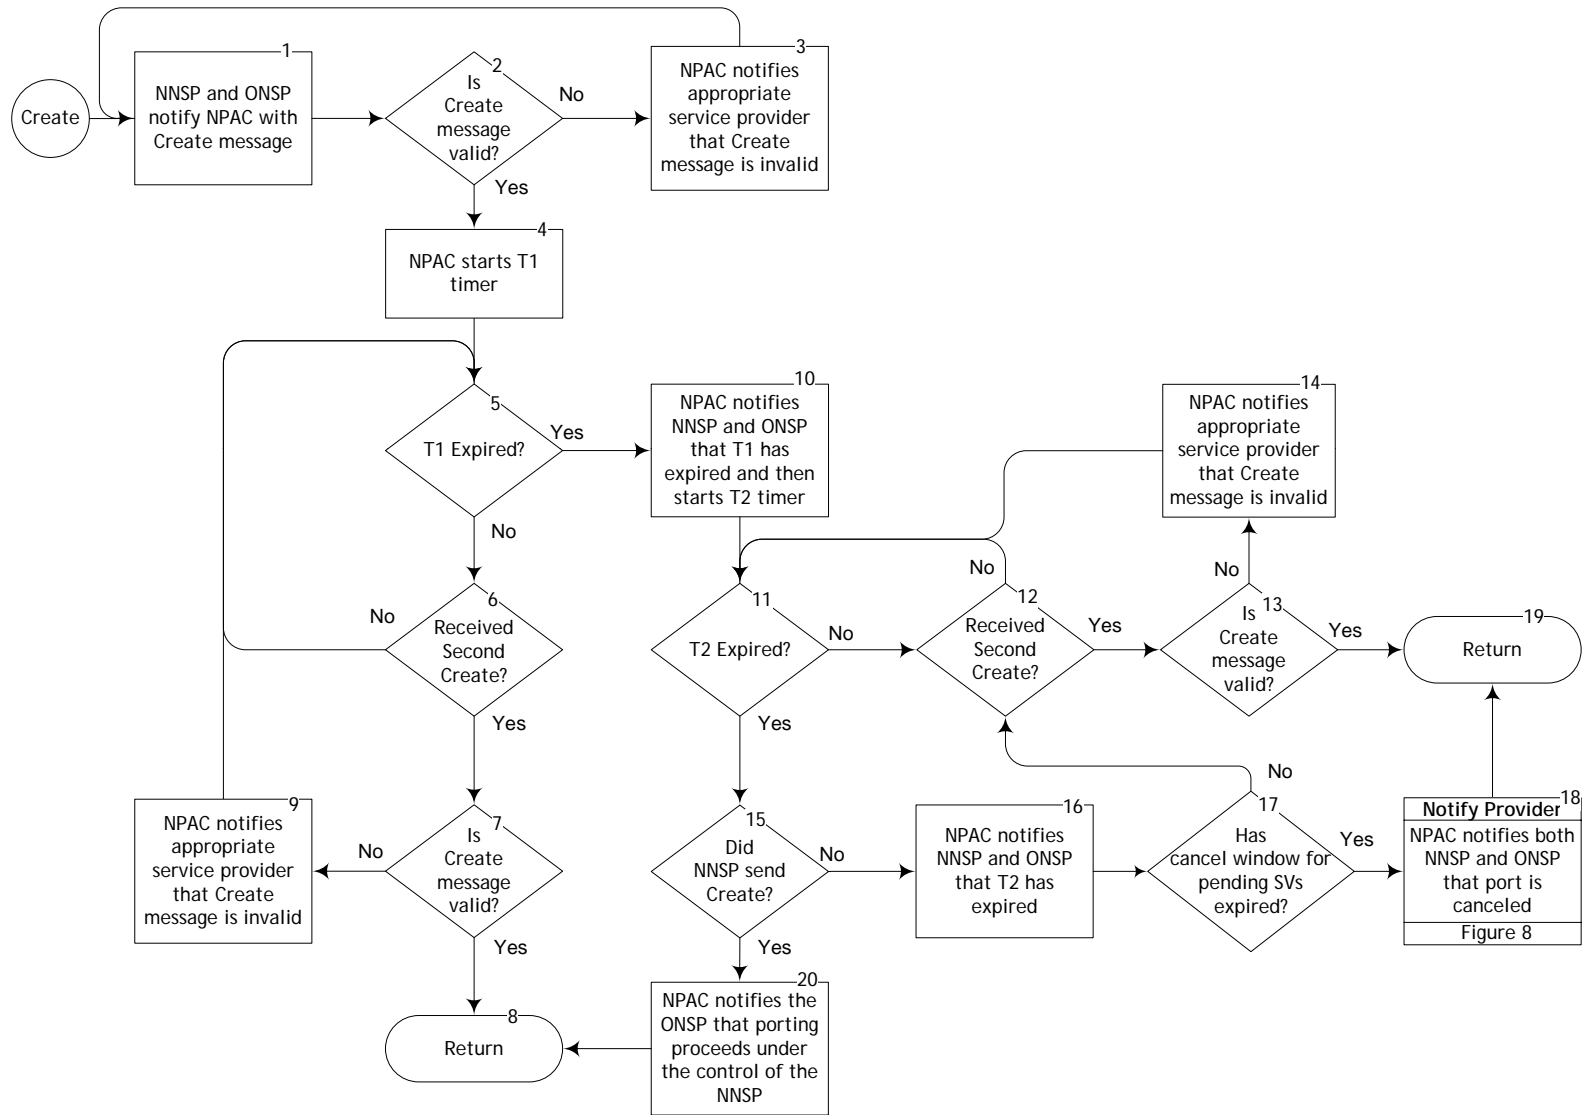 1
3
Create
NNSP and ONSP
notify NPAC with
Create message
2
Is
Create
message
valid?
No
NPAC notifies
appropriate
service provider
that Create
message is invalid
Yes
4
NPAC starts T1
timer
5
T1 Expired?
Yes
10
NPAC notifies
NNSP and ONSP
that T1 has
expired and then
starts T2 timer
14
NPAC notifies
appropriate
service provider
that Create
message is invalid
No
6
Received
Second
Create?
No
11
T2 Expired?
No
12
Received
Second
Create?
No
Yes
13
Is
Create
message
valid?
No
Yes
19
Return
Yes
Yes
9
NPAC notifies
appropriate
service provider
that Create
message is invalid
No
7
Is
Create
message
valid?
15
Did
NNSP send
Create?
No
16
NPAC notifies
NNSP and ONSP
that T2 has
expired
No
17
Has
cancel window for
pending SVs
expired?
Yes
18
Notify Provider
NPAC notifies both
NNSP and ONSP
that port is
canceled
Figure 8
Yes
Yes
8
Return
20
NPAC notifies the
ONSP that porting
proceeds under
the control of the
NNSP